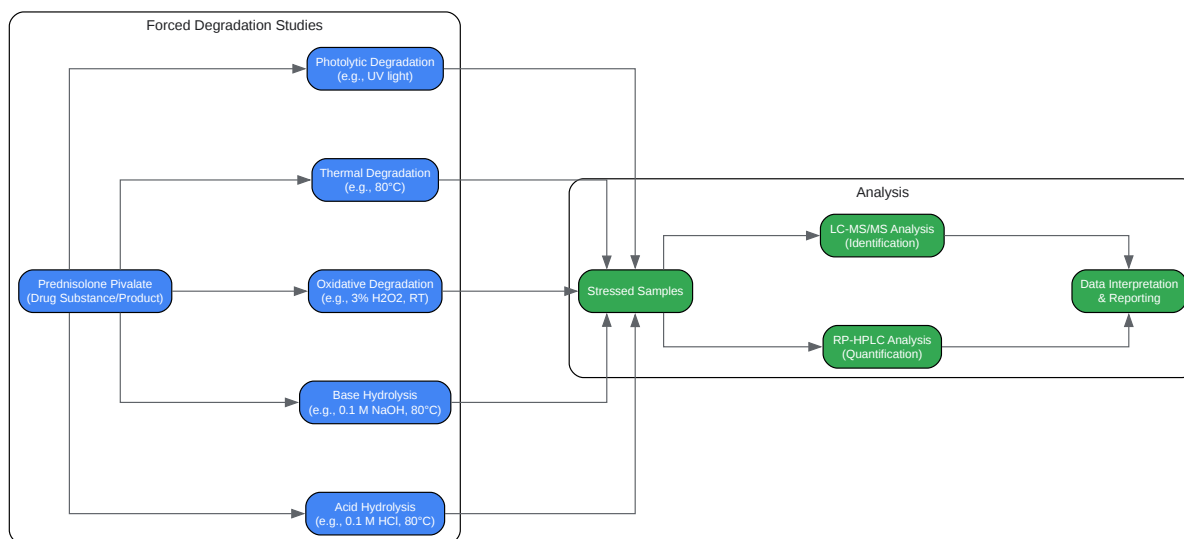 Forced Degradation Studies
Photolytic Degradation
(e.g., UV light)
Thermal Degradation
(e.g., 80°C)
Analysis
LC-MS/MS Analysis
(Identification)
Prednisolone Pivalate
(Drug Substance/Product)
Oxidative Degradation
(e.g., 3% H2O2, RT)
Stressed Samples
Data Interpretation
& Reporting
RP-HPLC Analysis
(Quantification)
Base Hydrolysis
(e.g., 0.1 M NaOH, 80°C)
Acid Hydrolysis
(e.g., 0.1 M HCl, 80°C)